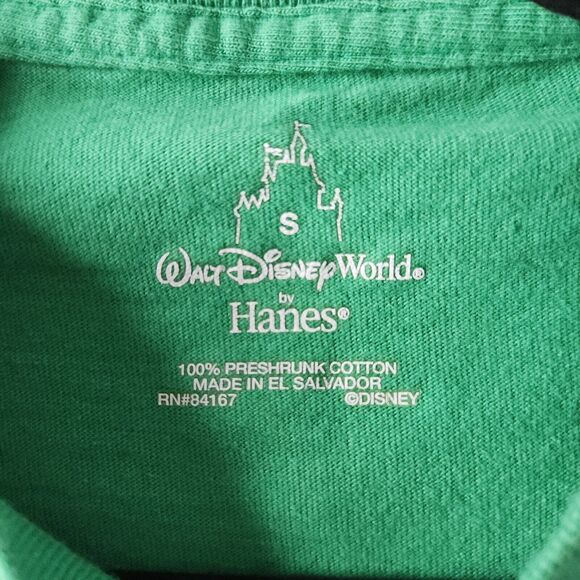 S
Walt Disney World®
by
Hanes®
100% PRESHRUNK COTTON
MADE IN EL SALVADOR
RN#84167 ©DISNEY